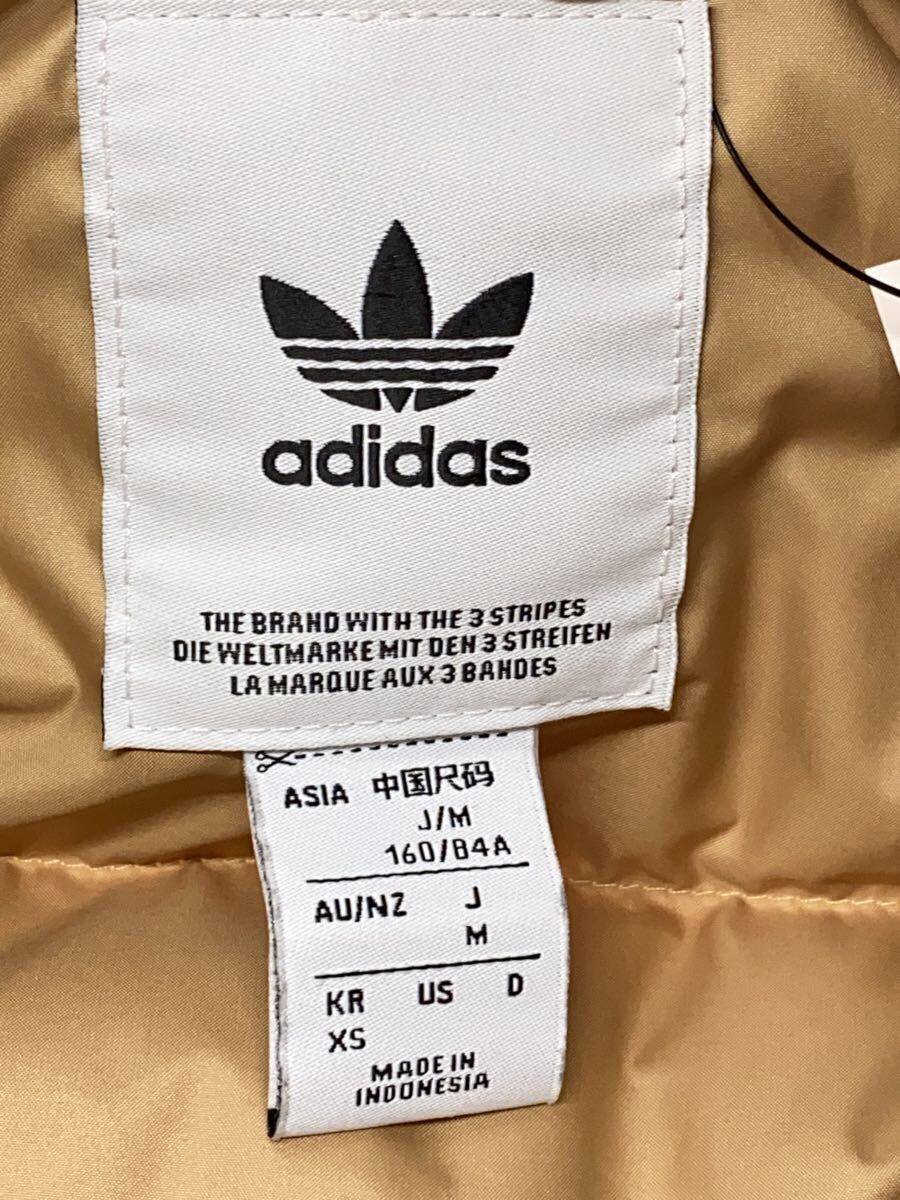 adidas
THE BRAND WITH THE 3 STRIPES
DIE WELTMARKE MIT DEN 3 STREIFEN
LA MARQUE AUX 3 BANDES
ASIA 中国尺码
J/M
160/84A
AU/NZ J
M
KR US D
XS
MADE IN
INDONESIA